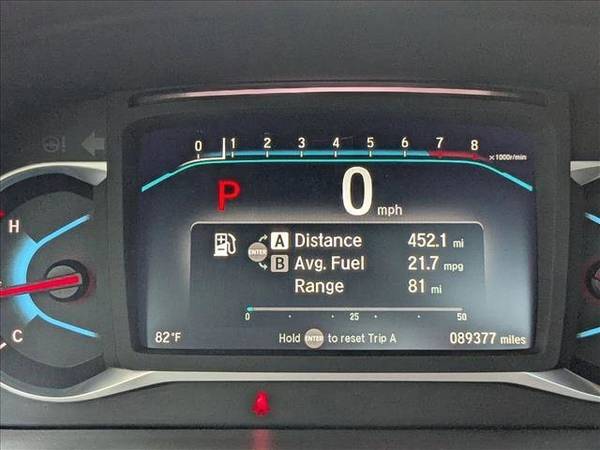 0 1 2 3 4 5 6 7 8 x1000r/min
P 0 mph
H
A Distance 452.1 mi
ENTER
B Avg. Fuel 21.7 mpg
Range 81 mi
0 25 50
C
82°F Hold ENTER to reset Trip A 089377 miles